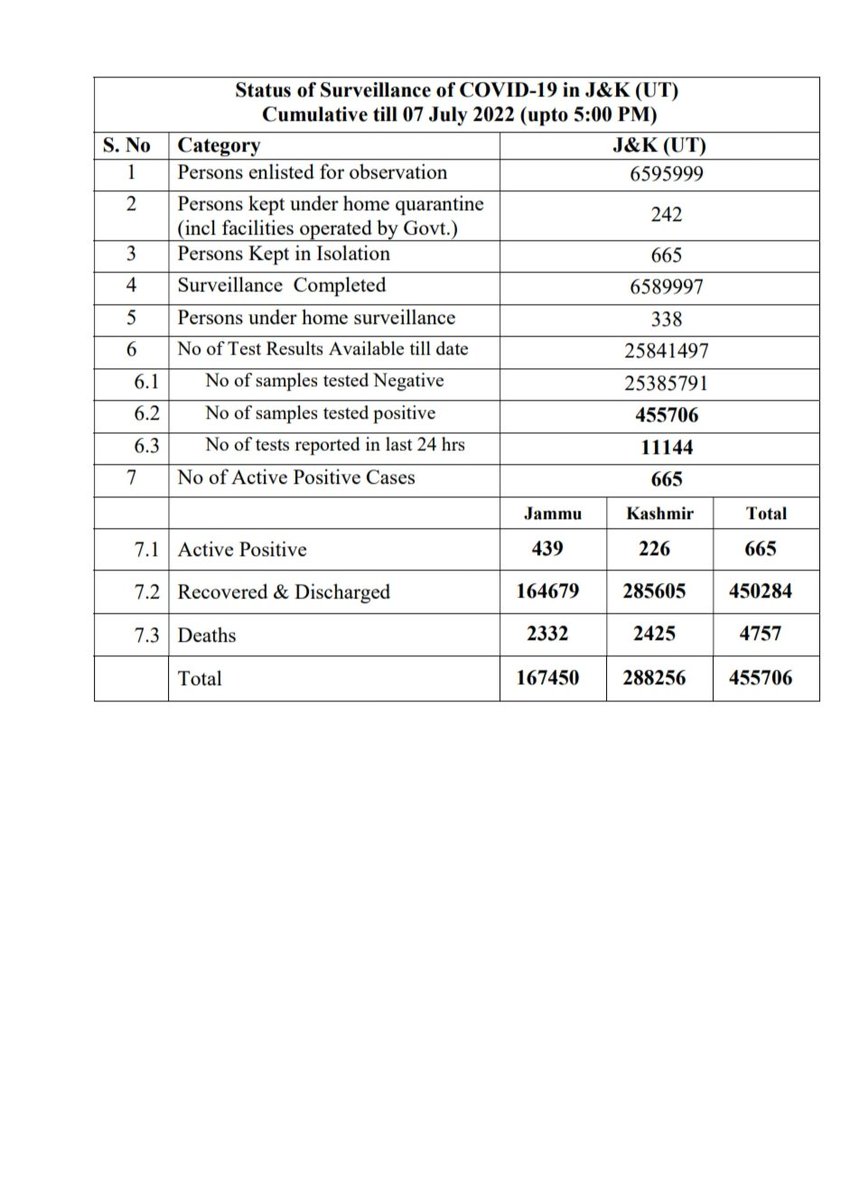 Status of Surveillance of COVID-19 in J&K (UT)
Cumulative till 07 July 2022 (upto 5:00 PM)
S. No Category J&K (UT)
1 Persons enlisted for observation 6595999
2 Persons kept under home quarantine
(incl facilities operated by Govt.) 242
3 Persons Kept in Isolation 665
4 Surveillance Completed 6589997
5 Persons under home surveillance 338
6 No of Test Results Available till date 25841497
6.1 No of samples tested Negative 25385791
6.2 No of samples tested positive 455706
6.3 No of tests reported in last 24 hrs 11144
7 No of Active Positive Cases 665
Jammu Kashmir Total
7.1 Active Positive 439 226 665
7.2 Recovered & Discharged 164679 285605 450284
7.3 Deaths 2332 2425 4757
Total 167450 288256 455706